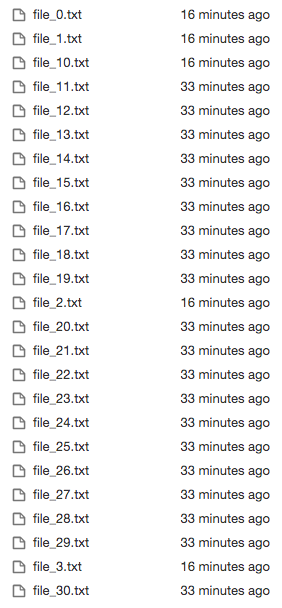 file_0.txt 16 minutes ago
file_1.txt 16 minutes ago
file_10.txt 16 minutes ago
file_11.txt 33 minutes ago
file_12.txt 33 minutes ago
file_13.txt 33 minutes ago
file_14.txt 33 minutes ago
file_15.txt 33 minutes ago
file_16.txt 33 minutes ago
file_17.txt 33 minutes ago
file_18.txt 33 minutes ago
file_19.txt 33 minutes ago
file_2.txt 16 minutes ago
file_20.txt 33 minutes ago
file_21.txt 33 minutes ago
file_22.txt 33 minutes ago
file_23.txt 33 minutes ago
file_24.txt 33 minutes ago
file_25.txt 33 minutes ago
file_26.txt 33 minutes ago
file_27.txt 33 minutes ago
file_28.txt 33 minutes ago
file_29.txt 33 minutes ago
file_3.txt 16 minutes ago
file_30.txt 33 minutes ago